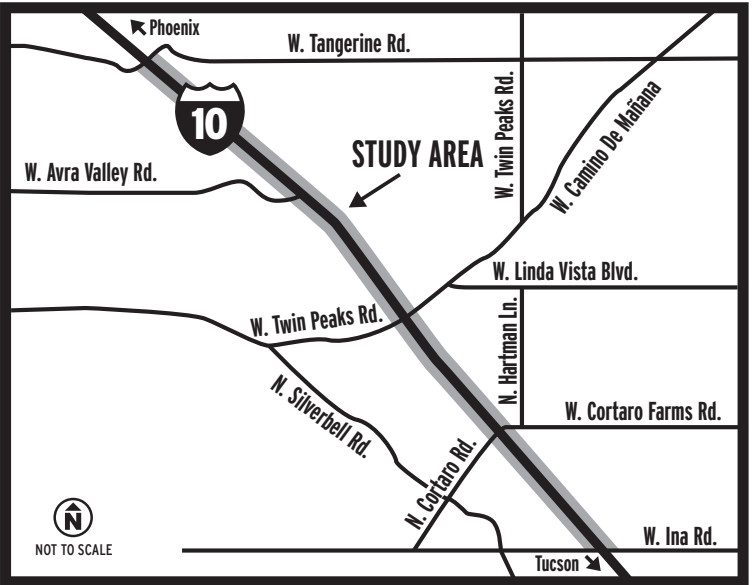 Phoenix
W. Tangerine Rd.
10
W. Twin Peaks Rd.
W. Camino De Mañana
STUDY AREA
W. Avra Valley Rd.
W. Linda Vista Blvd.
W. Twin Peaks Rd.
N. Hartman Ln.
N. Silverbell Rd.
W. Cortaro Farms Rd.
N. Cortaro Rd.
N
NOT TO SCALE
W. Ina Rd.
Tucson